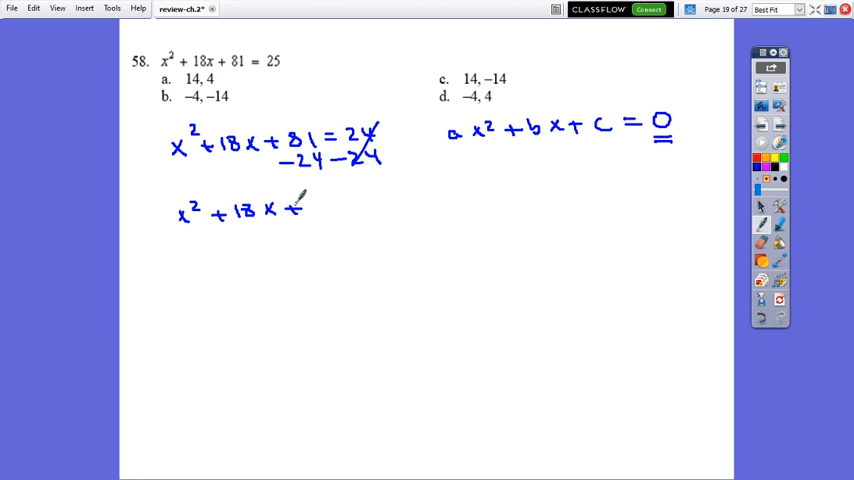 File Edit View Insert Tools Help CLASSFLOW Connect Page 19 of 27 Best Fit
review-ch.2*
58. x² + 18x + 81 = 25
a. 14, 4 c. 14, –14
b. –4, –14 d. –4, 4
x² + 18x + 81 = 24 ax² + bx + c = 0
–24 –24
x² + 18x +